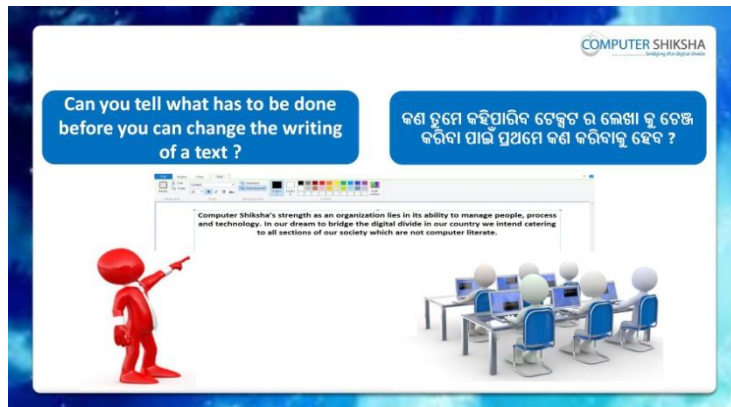 COMPUTER SHIKSHA
bridging the digital divide
Can you tell what has to be done
before you can change the writing
of a text ?
କଣ ତୁମେ କହିପାରିବ ଟେକ୍ସଟ ର ଲେଖା କୁ ଚେଞ୍ଜ
କରିବା ପାଇଁ ପ୍ରଥମେ କଣ କରିବାକୁ ହେବ ?
Computer Shiksha's strength as an organization lies in its ability to manage people, process
and technology. In our dream to bridge the digital divide in our country we intend catering
to all sections of our society which are not computer literate.